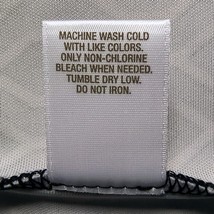 MACHINE WASH COLD
WITH LIKE COLORS.
ONLY NON-CHLORINE
BLEACH WHEN NEEDED.
TUMBLE DRY LOW.
DO NOT IRON.